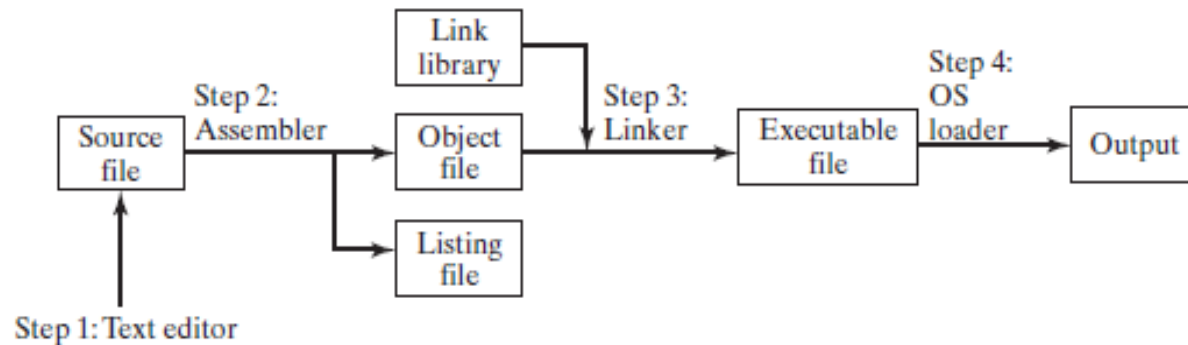 Link
library
Step 2:
Assembler
Step 3:
Linker
Step 4:
OS
loader
Source
file
Object
file
Executable
file
Output
Listing
file
Step 1: Text editor